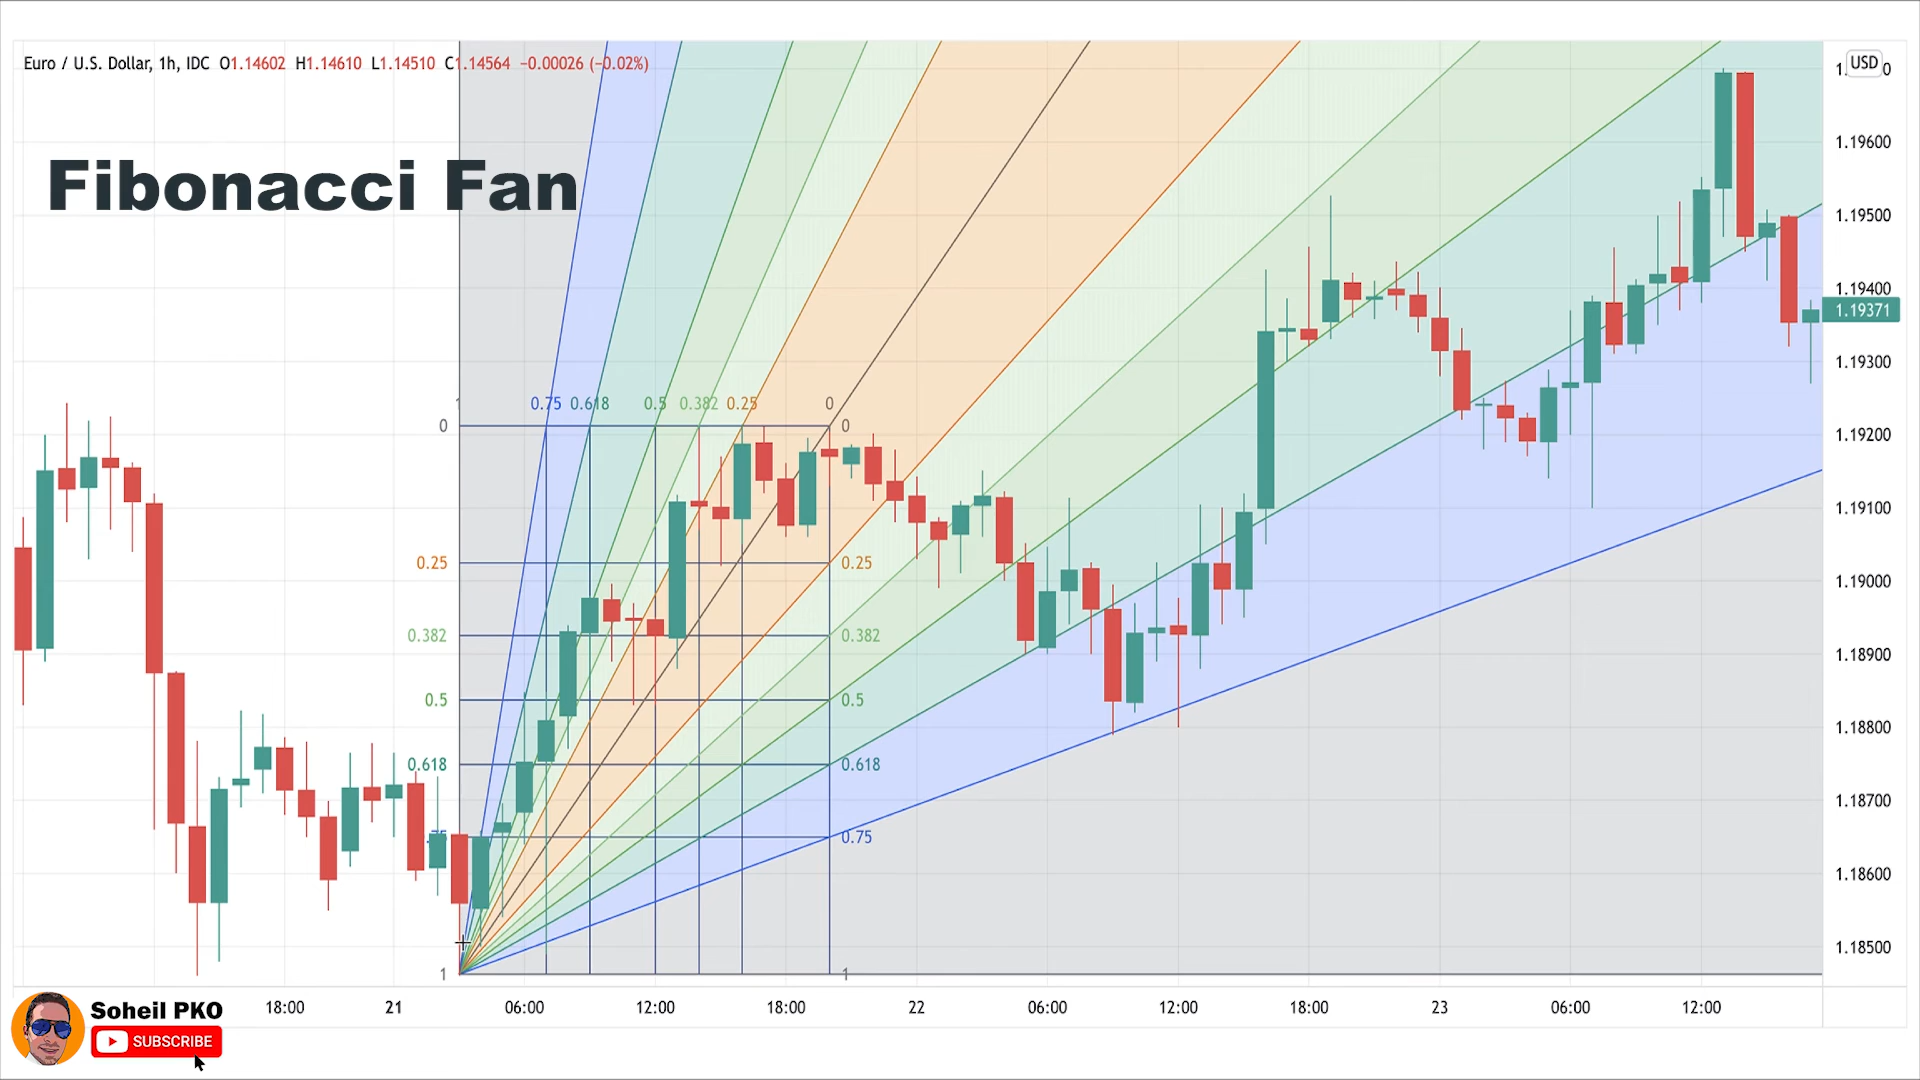 Euro / U.S. Dollar, 1h, IDC O1.14602 H1.14610 L1.14510 C1.14564 −0.00026 (−0.02%)
USD
Fibonacci Fan
1.19600
1.19500
1.19400
1.19371
1.19300
1.19200
1.19100
1.19000
1.18900
1.18800
1.18700
1.18600
1.18500
0.75 0.618 0.5 0.382 0.25 0
0 0
0.25 0.25
0.382 0.382
0.5 0.5
0.618 0.618
0.75
1 1
18:00 21 06:00 12:00 18:00 22 06:00 12:00 18:00 23 06:00 12:00
Soheil PKO
SUBSCRIBE